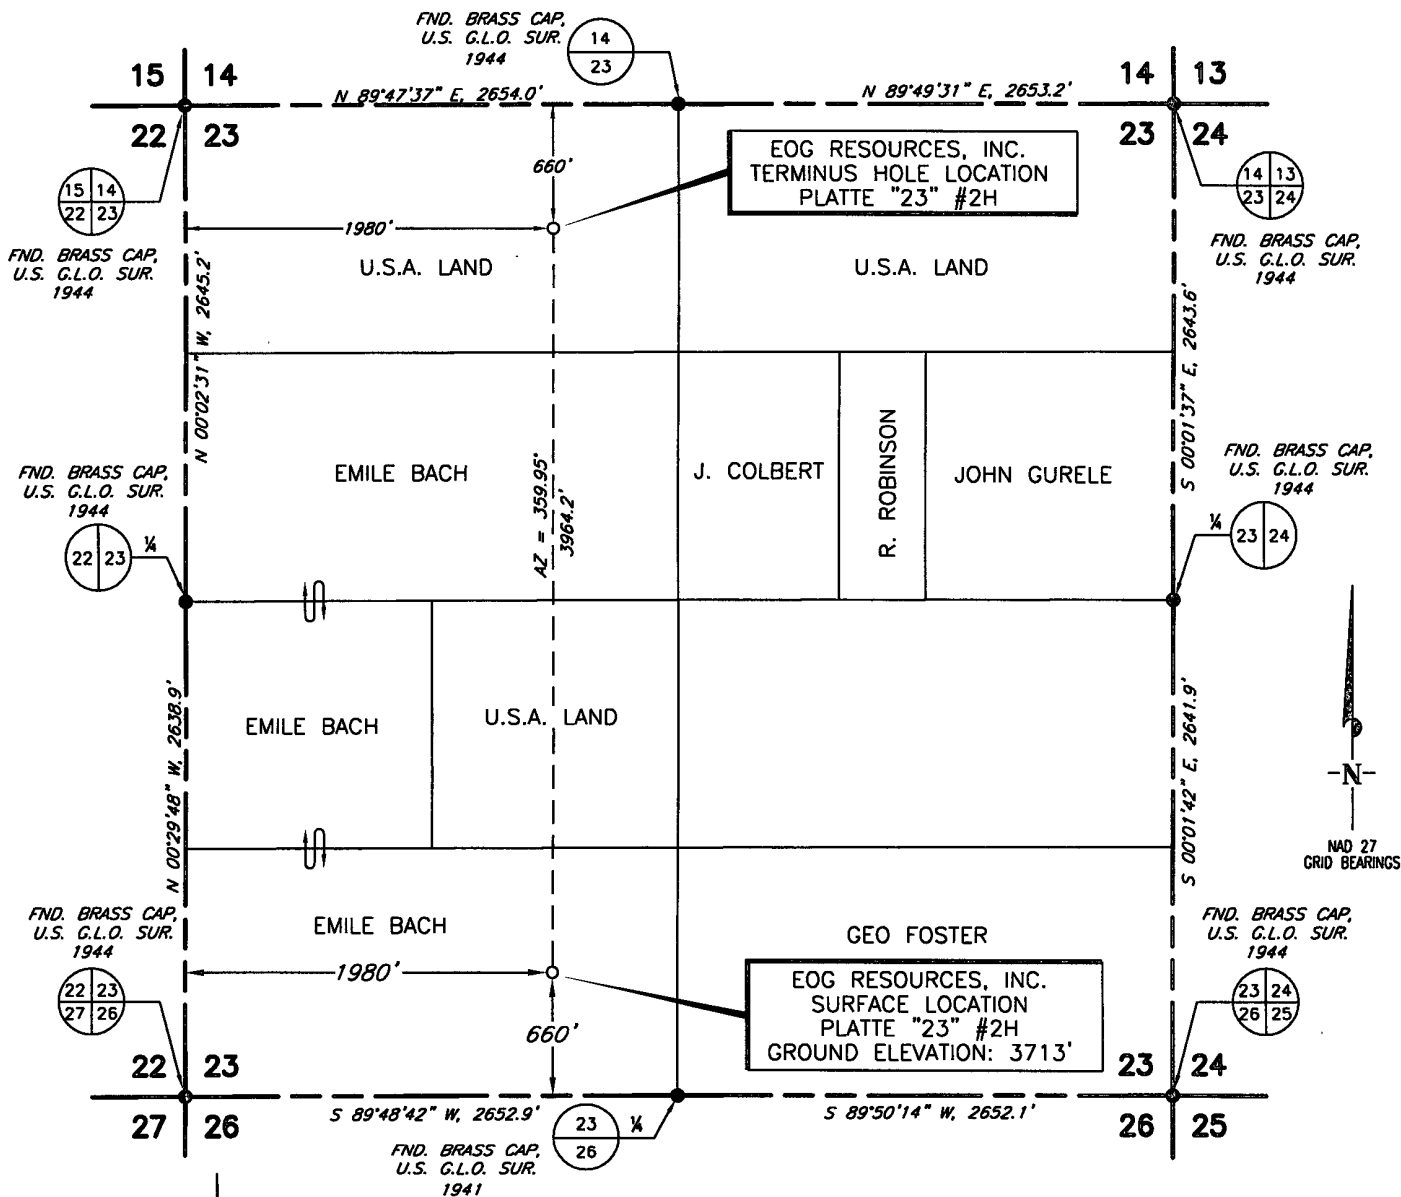 FND. BRASS CAP,
U.S. G.L.O. SUR.
1944
14
23
15 14
14 13
N 89°47'37" E, 2654.0'
N 89°49'31" E, 2653.2'
22 23
23 24
EOG RESOURCES, INC.
TERMINUS HOLE LOCATION
PLATTE "23" #2H
660'
15 14
22 23
14 13
23 24
1980'
FND. BRASS CAP,
U.S. G.L.O. SUR.
1944
FND. BRASS CAP,
U.S. G.L.O. SUR.
1944
U.S.A. LAND
U.S.A. LAND
N 00°02'31" W, 2645.2'
S 00°01'37" E, 2643.6'
FND. BRASS CAP,
U.S. G.L.O. SUR.
1944
EMILE BACH
J. COLBERT
R. ROBINSON
JOHN GURELE
FND. BRASS CAP,
U.S. G.L.O. SUR.
1944
AZ = 359.95°
3964.2'
22 23
¼
¼
23 24
N 00°29'48" W, 2638.9'
EMILE BACH
U.S.A. LAND
S 00°01'42" E, 2641.9'
-N-
NAD 27
GRID BEARINGS
FND. BRASS CAP,
U.S. G.L.O. SUR.
1944
EMILE BACH
GEO FOSTER
FND. BRASS CAP,
U.S. G.L.O. SUR.
1944
22 23
27 26
1980'
EOG RESOURCES, INC.
SURFACE LOCATION
PLATTE "23" #2H
GROUND ELEVATION: 3713'
23 24
26 25
660'
22 23
23 24
S 89°48'42" W, 2652.9'
S 89°50'14" W, 2652.1'
27 26
26 25
23
26
¼
FND. BRASS CAP,
U.S. G.L.O. SUR.
1941